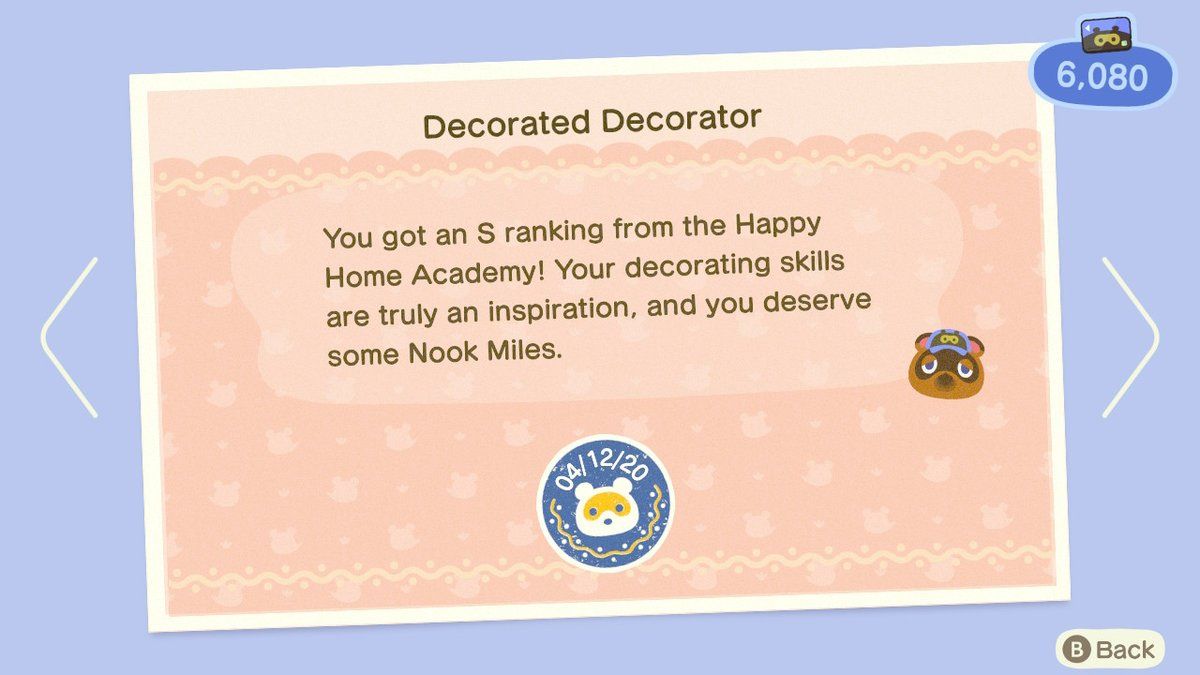 6,080
Decorated Decorator
You got an S ranking from the Happy
Home Academy! Your decorating skills
are truly an inspiration, and you deserve
some Nook Miles.
04/12/20
B Back